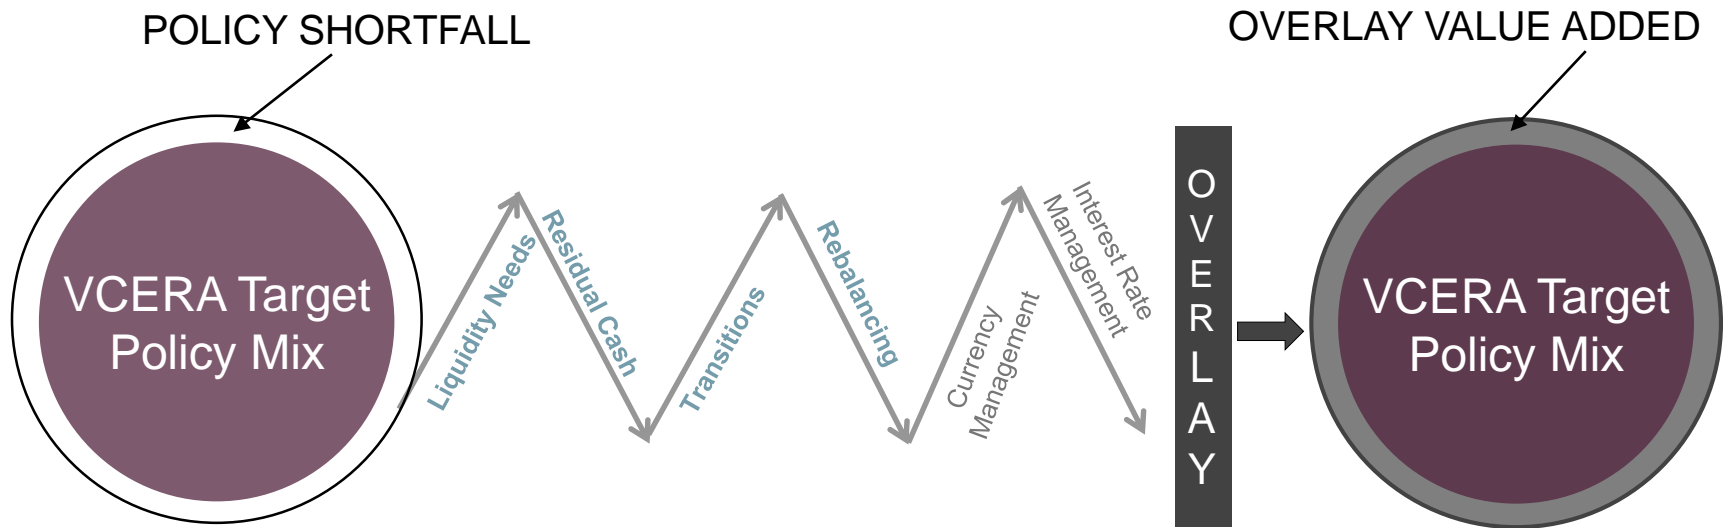 POLICY SHORTFALL
OVERLAY VALUE ADDED
VCERA Target
Policy Mix
Liquidity Needs
Residual Cash
Transitions
Rebalancing
Currency
Management
Interest Rate
Management
OVERLAY
VCERA Target
Policy Mix